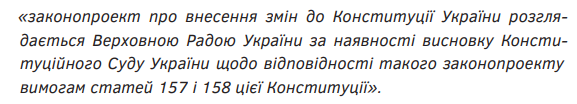 «законопроект про внесення змін до Конституції України розгля-
дається Верховною Радою України за наявності висновку Консти-
туційного Суду України щодо відповідності такого законопроекту
вимогам статей 157 і 158 цієї Конституції».